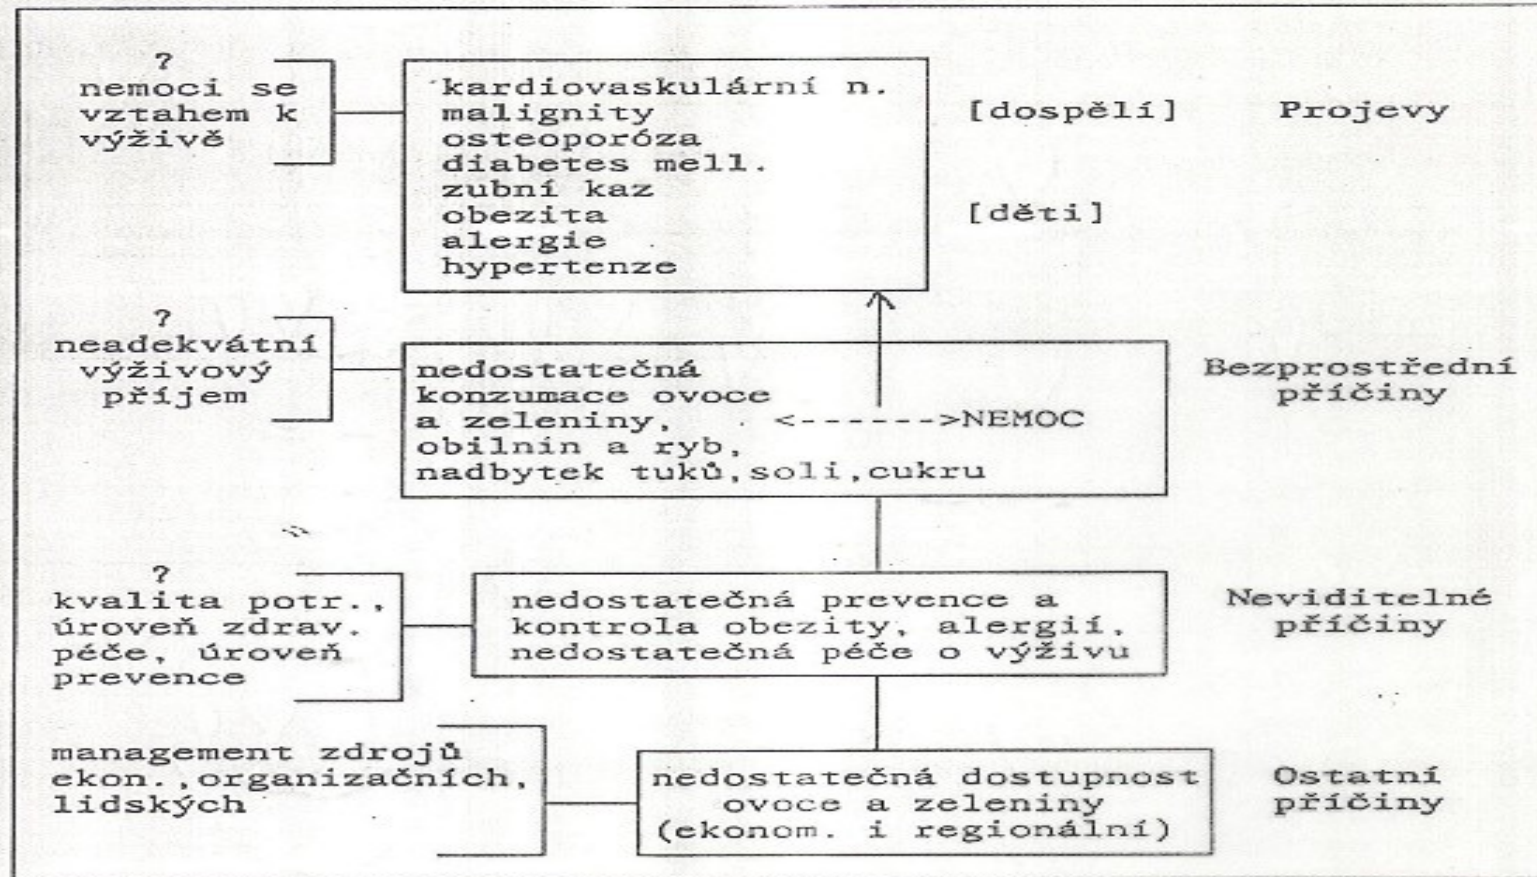 ?
nemoci se
vztahem k
výživě
kardiovaskulární n.
malignity
osteoporóza
diabetes mell.
zubní kaz
obezita
alergie
hypertenze
[dospělí]
[děti]
Projevy
?
neadekvátní
výživový
příjem
nedostatečná
konzumace ovoce
a zeleniny, <------>NEMOC
obilnin a ryb,
nadbytek tuků,soli,cukru
Bezprostřední
příčiny
?
kvalita potr.,
úroveň zdrav.
péče, úroveň
prevence
nedostatečná prevence a
kontrola obezity, alergií,
nedostatečná péče o výživu
Neviditelné
příčiny
management zdrojů
ekon.,organizačních,
lidských
nedostatečná dostupnost
ovoce a zeleniny
(ekonom. i regionální)
Ostatní
příčiny